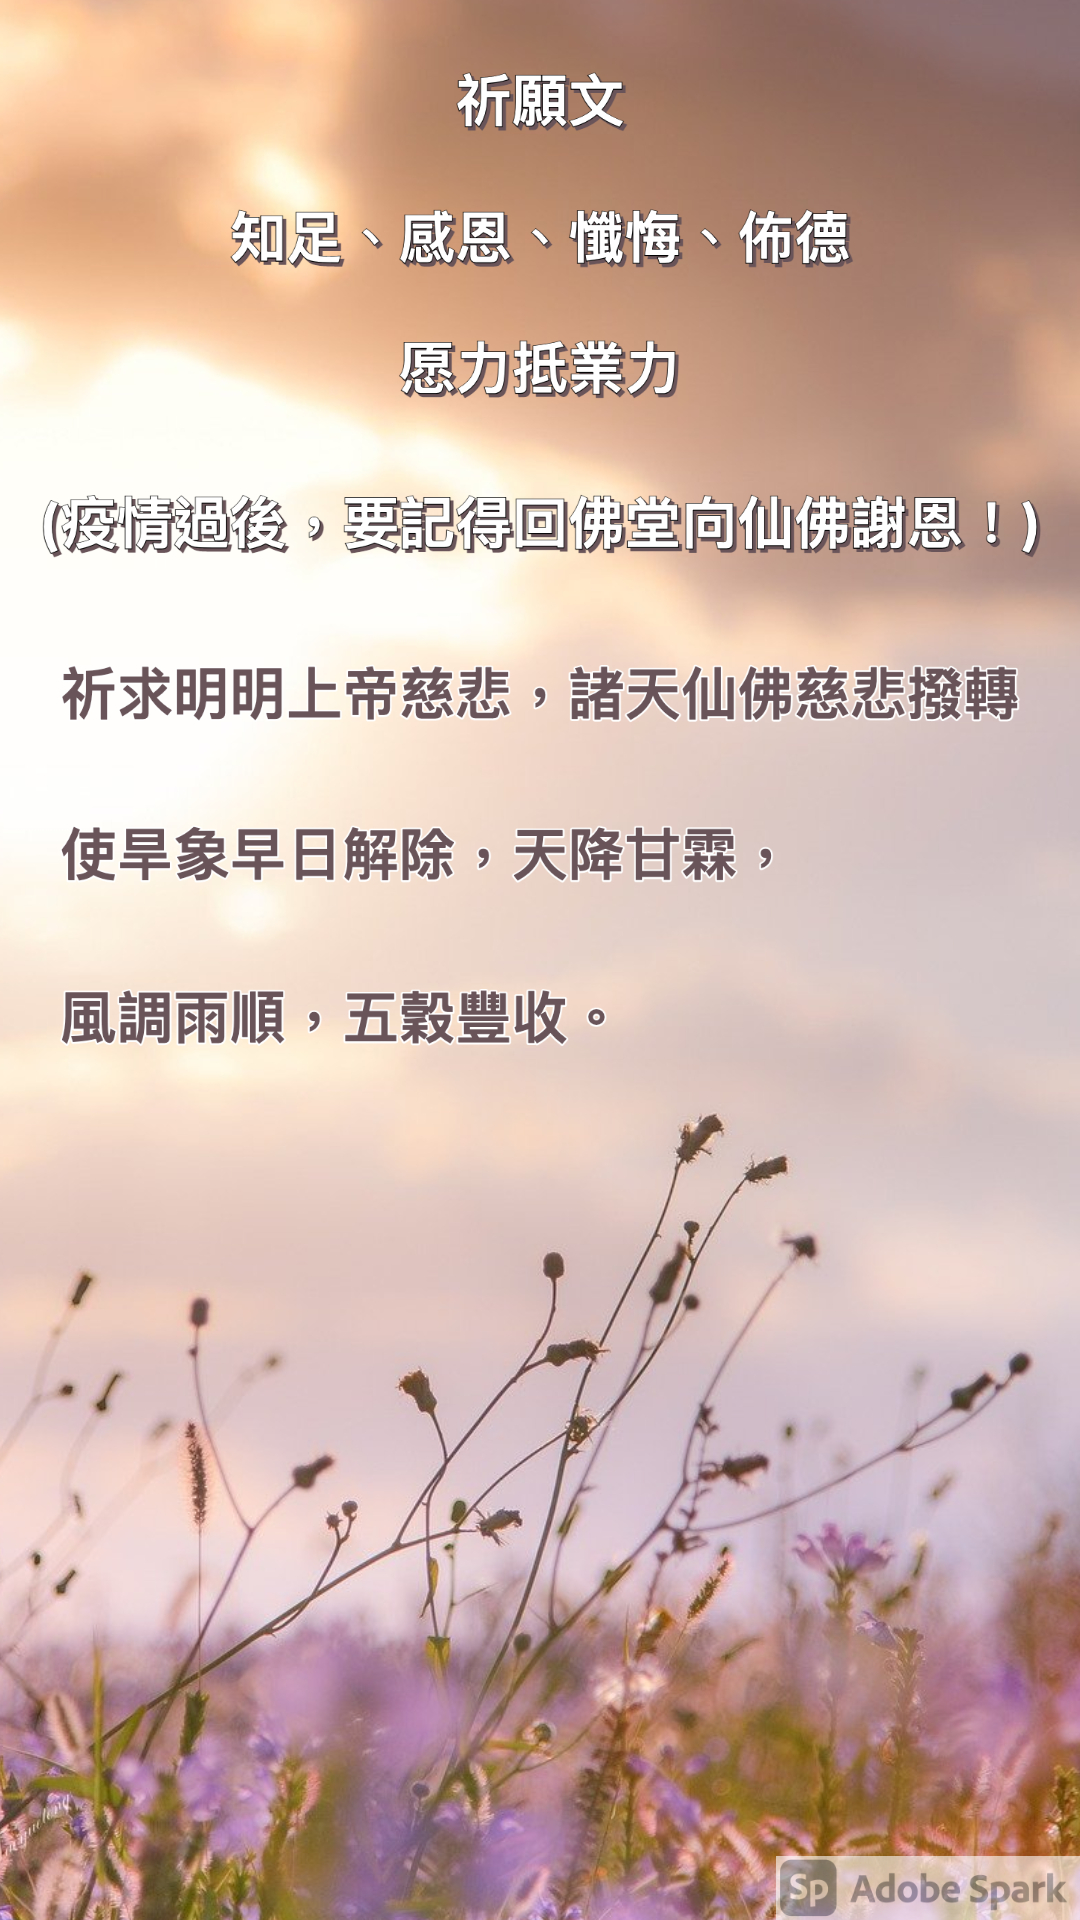 祈願文
知足、感恩、懺悔、佈德
愿力抵業力
(疫情過後，要記得回佛堂向仙佛謝恩！)
祈求明明上帝慈悲，諸天仙佛慈悲撥轉
使旱象早日解除，天降甘霖，
風調雨順，五穀豐收。
Sp Adobe Spark